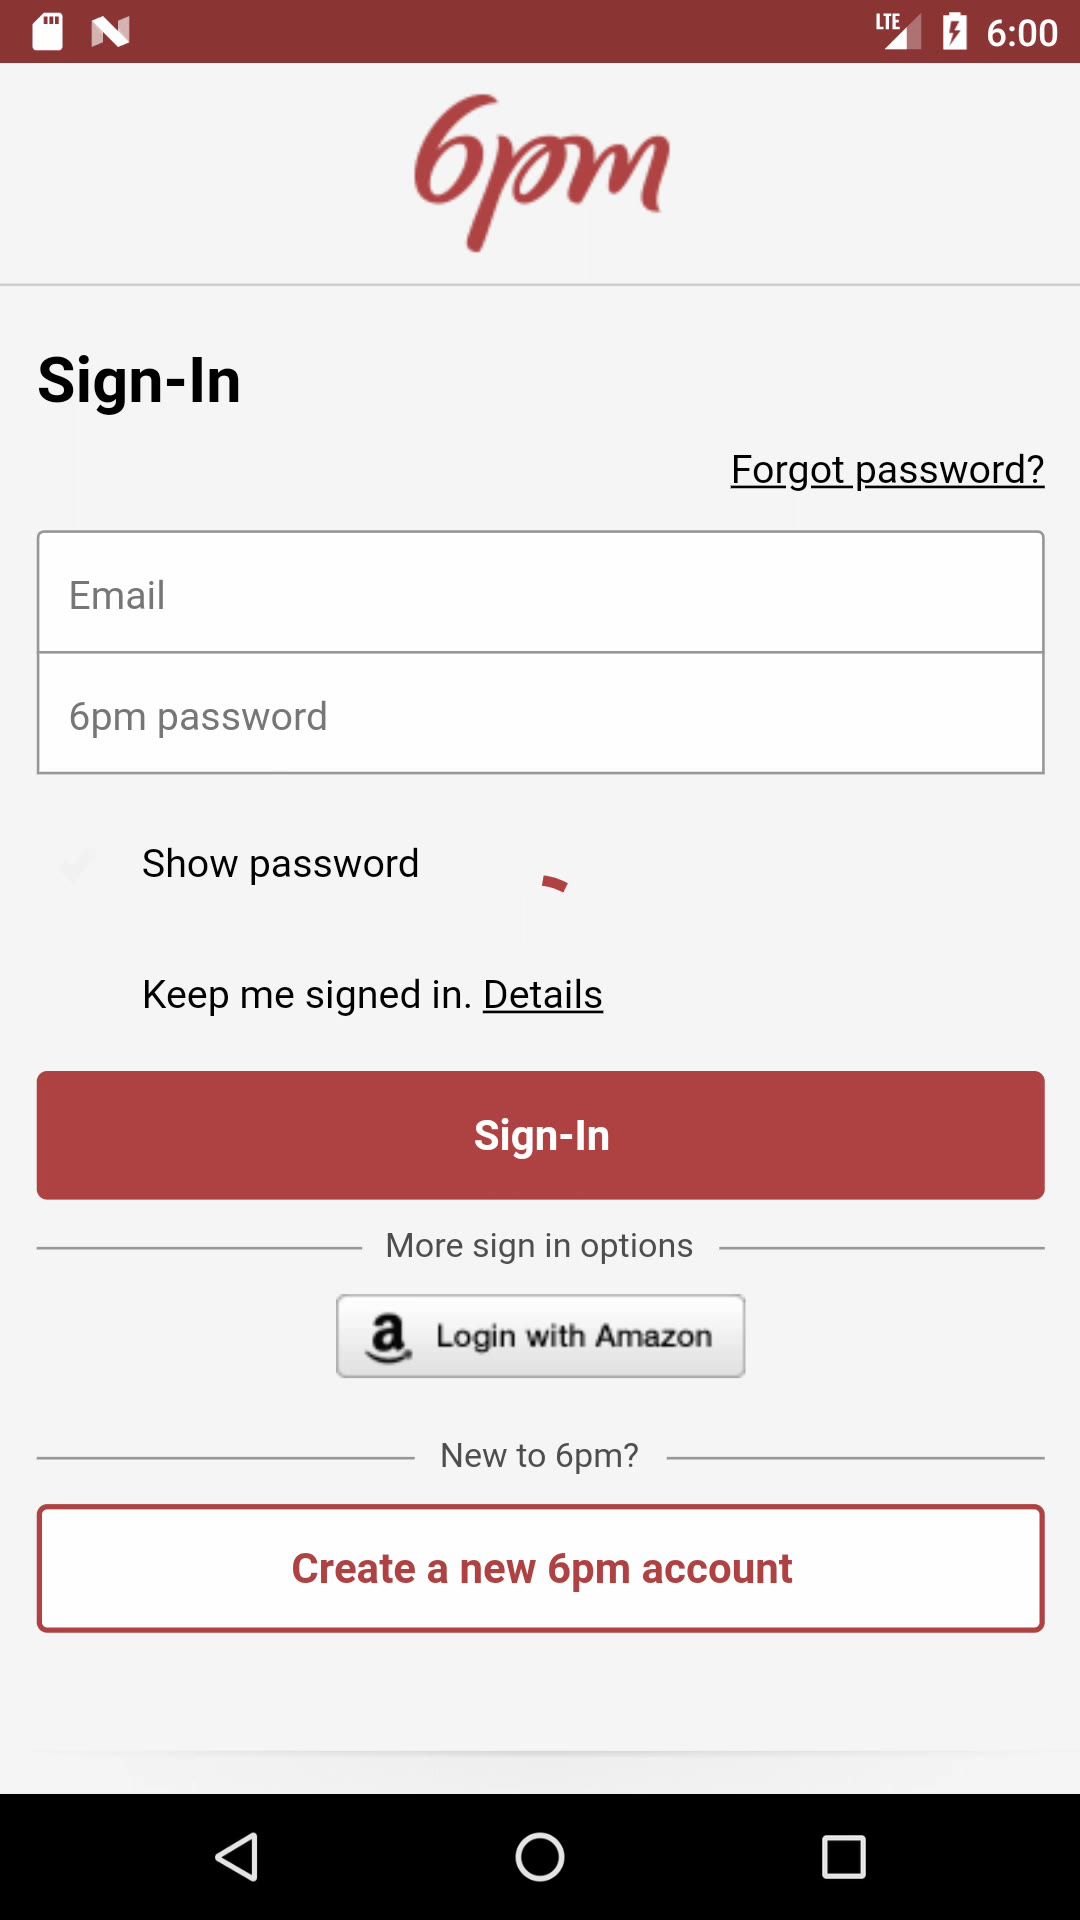 LTE 6:00
6pm
Sign-In
Forgot password?
Email
6pm password
Show password
Keep me signed in. Details
Sign-In
More sign in options
a Login with Amazon
New to 6pm?
Create a new 6pm account